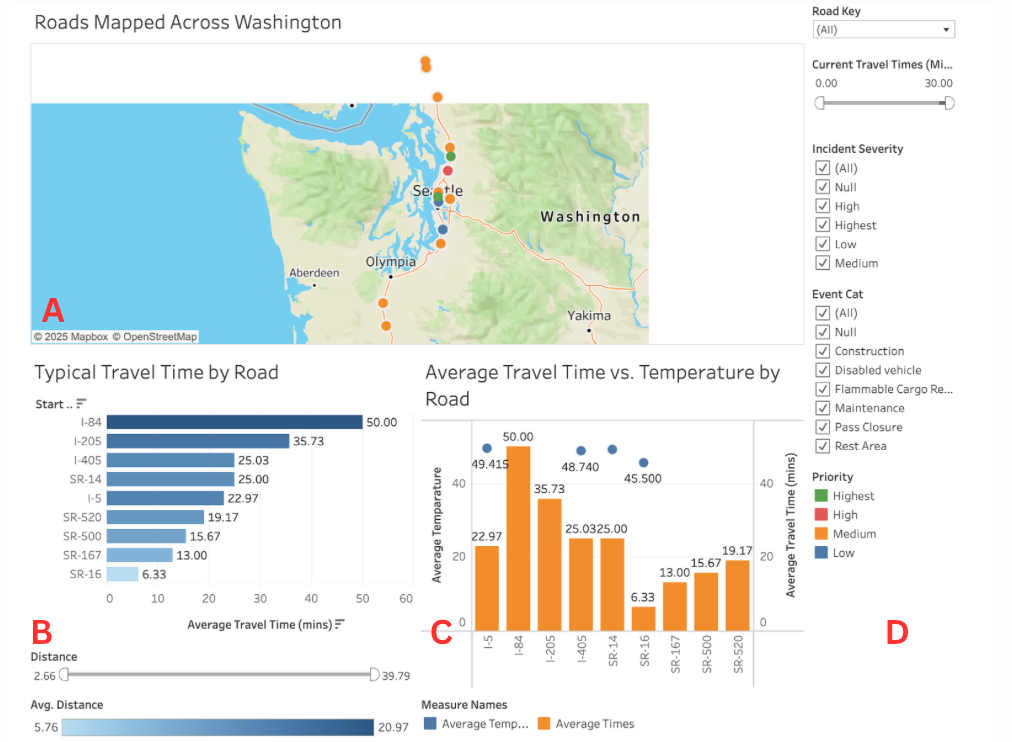 Roads Mapped Across Washington
Seattle
Washington
Olympia
Aberdeen
Yakima
A
© 2025 Mapbox © OpenStreetMap
Road Key
(All)
Current Travel Times (Mi...
0.00 30.00
Incident Severity
(All)
Null
High
Highest
Low
Medium
Event Cat
(All)
Null
Construction
Disabled vehicle
Flammable Cargo Re...
Maintenance
Pass Closure
Rest Area
Priority
Highest
High
Medium
Low
D
Typical Travel Time by Road
Start ..
I-84 50.00
I-205 35.73
I-405 25.03
SR-14 25.00
I-5 22.97
SR-520 19.17
SR-500 15.67
SR-167 13.00
SR-16 6.33
0 10 20 30 40 50 60
Average Travel Time (mins)
B
Distance
2.66 39.79
Avg. Distance
5.76 20.97
Average Travel Time vs. Temperature by
Road
Average Temparature
40
20
0
49.415
48.740
45.500
22.97
50.00
35.73
25.03
25.00
6.33
13.00
15.67
19.17
40
20
0
Average Travel Time (mins)
C
I-5
I-84
I-205
I-405
SR-14
SR-16
SR-167
SR-500
SR-520
Measure Names
Average Temp... Average Times